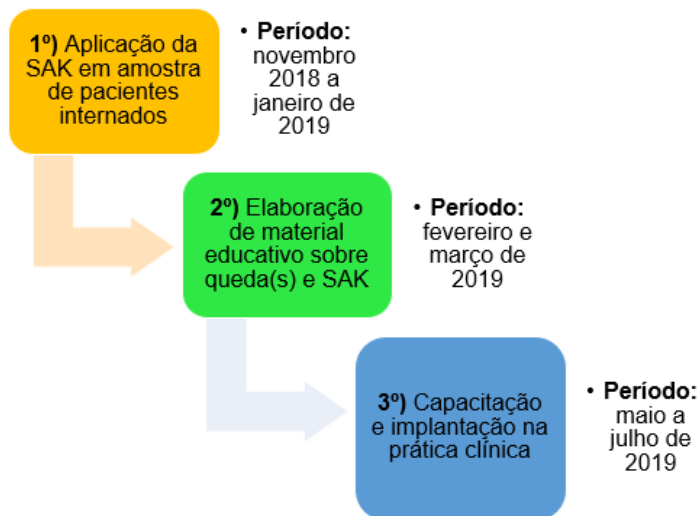 1º) Aplicação da
SAK em amostra
de pacientes
internados
• Período:
novembro
2018 a
janeiro de
2019
2º) Elaboração
de material
educativo sobre
queda(s) e SAK
• Período:
fevereiro e
março de
2019
3º) Capacitação
e implantação na
prática clínica
• Período:
maio a
julho de
2019